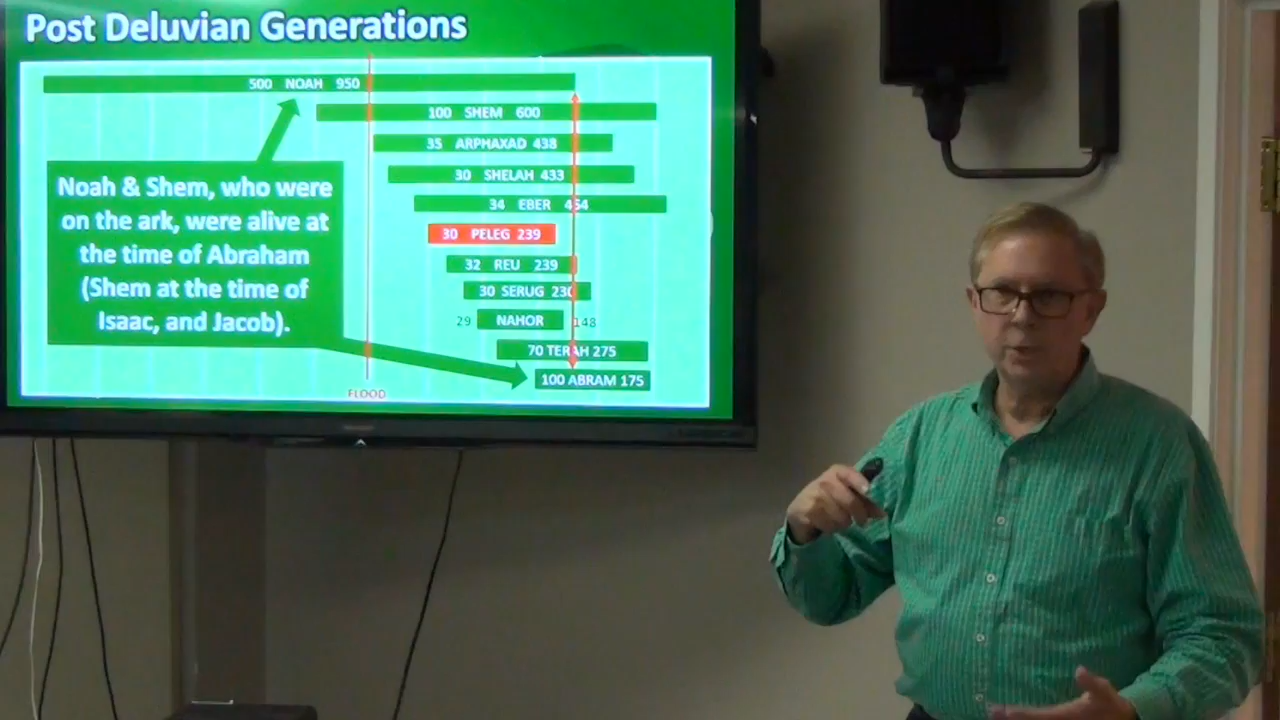 Post Deluvian Generations
500 NOAH 950
100 SHEM 600
35 ARPHAXAD 438
30 SHELAH 433
34 EBER 464
30 PELEG 239
32 REU 239
30 SERUG 230
29 NAHOR 148
70 TERAH 275
100 ABRAM 175
Noah & Shem, who were
on the ark, were alive at
the time of Abraham
(Shem at the time of
Isaac, and Jacob).
FLOOD